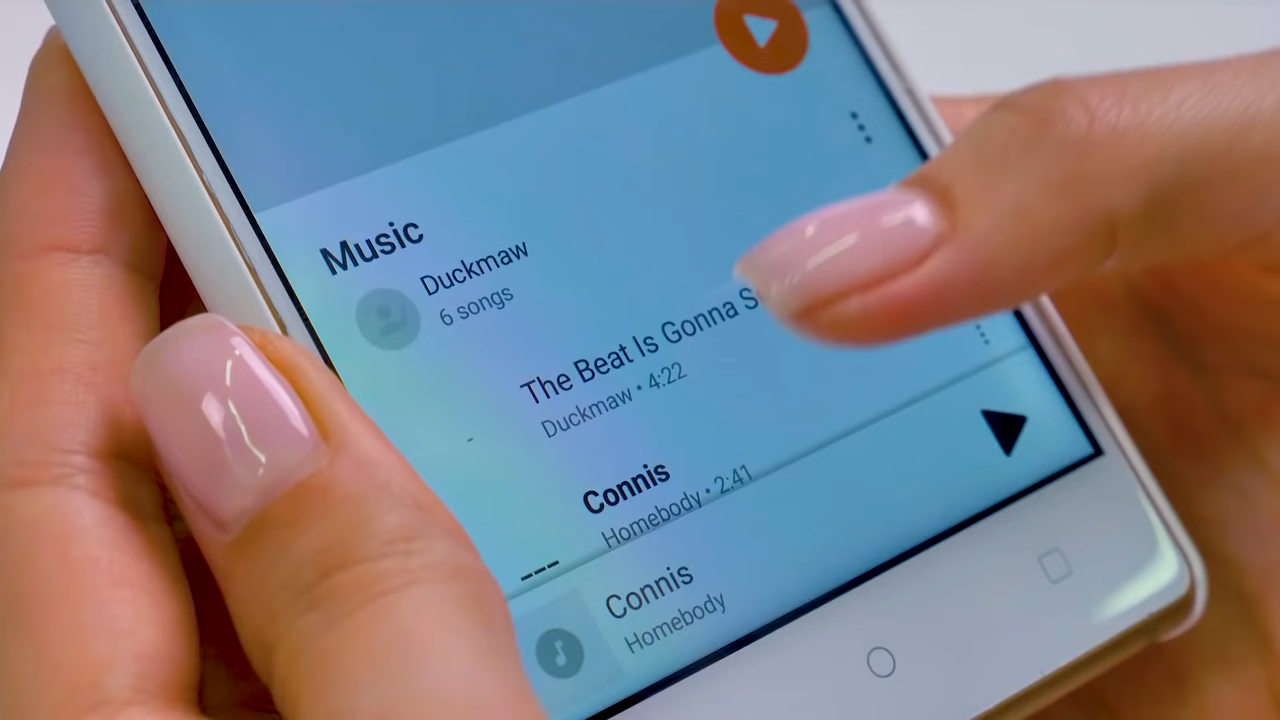 Music
Duckmaw
6 songs
The Beat Is Gonna
Duckmaw • 4:22
Connis
Homebody • 2:41
Connis
Homebody